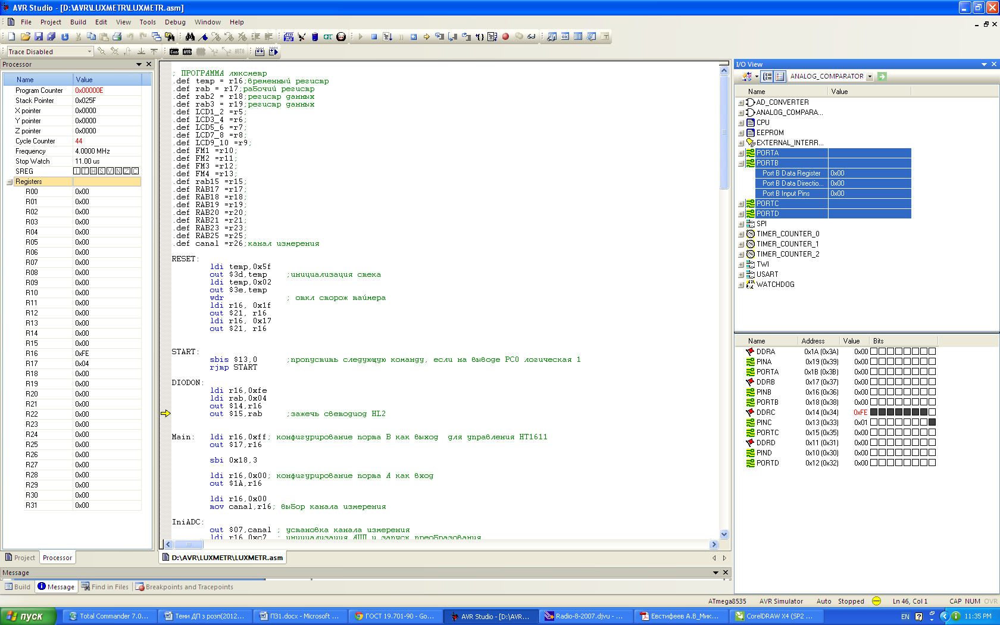 AVR Studio - [D:\AVR\LUXMETR\LUXMETR.asm]
File Project Build Edit View Tools Debug Window Help
Trace Disabled
Con AVR AUTO
Processor
Name Value
Program Counter 0x00000E
Stack Pointer 0x025F
X pointer 0x0000
Y pointer 0x0000
Z pointer 0x0000
Cycle Counter 44
Frequency 4.0000 MHz
Stop Watch 11.00 us
SREG I T H S V N Z C
Registers
R00 0x00
R01 0x00
R02 0x00
R03 0x00
R04 0x00
R05 0x00
R06 0x00
R07 0x00
R08 0x00
R09 0x00
R10 0x00
R11 0x00
R12 0x00
R13 0x00
R14 0x00
R15 0x00
R16 0xFE
R17 0x04
R18 0x00
R19 0x00
R20 0x00
R21 0x00
R22 0x00
R23 0x00
R24 0x00
R25 0x00
R26 0x00
R27 0x00
R28 0x00
R29 0x00
R30 0x00
R31 0x00
Project Processor
; ПРОГРАММА люксметр
.def temp = r16;временный регистр
.def rab = r17;рабочий регистр
.def rab2 = r18;регистр данных
.def rab3 = r19;регистр данных
.def LCD1_2 =r5;
.def LCD3_4 =r6;
.def LCD5_6 =r7;
.def LCD7_8 =r8;
.def LCD9_10 =r9;
.def FM1 =r10;
.def FM2 =r11;
.def FM3 =r12;
.def FM4 =r13;
.def rab15 =r15;
.def RAB17 =r17;
.def RAB18 =r18;
.def RAB19 =r19;
.def RAB20 =r20;
.def RAB21 =r21;
.def RAB23 =r23;
.def RAB25 =r25;
.def canal =r26;канал измерения
RESET:
ldi temp,0x5f
out $3d,temp ;инициализация стека
ldi temp,0x02
out $3e,temp
wdr ; откл сторож таймера
ldi r16, 0x1f
out $21, r16
ldi r16, 0x17
out $21, r16
START:
sbis $13,0 ;пропустить следующую команду, если на выводе PC0 логическая 1
rjmp START
DIODON:
ldi r16,0xfe
ldi rab,0x04
out $14,r16
out $15,rab ;зажечь светодиод HL2
Main: ldi r16,0xff; конфигурирование порта B как выход для управления HT1611
out $17,r16
sbi 0x18,3
ldi r16,0x00; конфигурирование порта A как вход
out $1A,r16
ldi r16,0x00
mov canal,r16; выбор канала измерения
IniADC:
out $07,canal ; установка канала измерения
ldi r16,0xc7 ; инициализация АЦП и запуск преобразования
D:\AVR\LUXMETR\LUXMETR.asm
I/O View
ANALOG_COMPARATOR
Name Value
AD_CONVERTER
ANALOG_COMPARA...
CPU
EEPROM
EXTERNAL_INTERR...
PORTA
PORTB
Port B Data Register 0x00
Port B Data Directio... 0x00
Port B Input Pins 0x00
PORTC
PORTD
SPI
TIMER_COUNTER_0
TIMER_COUNTER_1
TIMER_COUNTER_2
TWI
USART
WATCHDOG
Name Address Value Bits
DDRA 0x1A (0x3A) 0x00
PINA 0x19 (0x39) 0x00
PORTA 0x1B (0x3B) 0x00
DDRB 0x17 (0x37) 0x00
PINB 0x16 (0x36) 0x00
PORTB 0x18 (0x38) 0x00
DDRC 0x14 (0x34) 0xFE
PINC 0x13 (0x33) 0x01
PORTC 0x15 (0x35) 0x00
DDRD 0x11 (0x31) 0x00
PIND 0x10 (0x30) 0x00
PORTD 0x12 (0x32) 0x00
Message
Build Message Find in Files Breakpoints and Tracepoints
ATmega8535 AVR Simulator Auto Stopped Ln 46, Col 1 CAP NUM OVR
пуск Total Commander 7.0... Теми ДП з розп(2012... ПЗ1.docx - Microsoft ... ГОСТ 19.701-90 - Go... AVR Studio - [D:\AVR... Radio-8-2007.djvu - ... Евстифеев А.В_Мик... CorelDRAW X4 (SP2 ... EN 11:35 PM